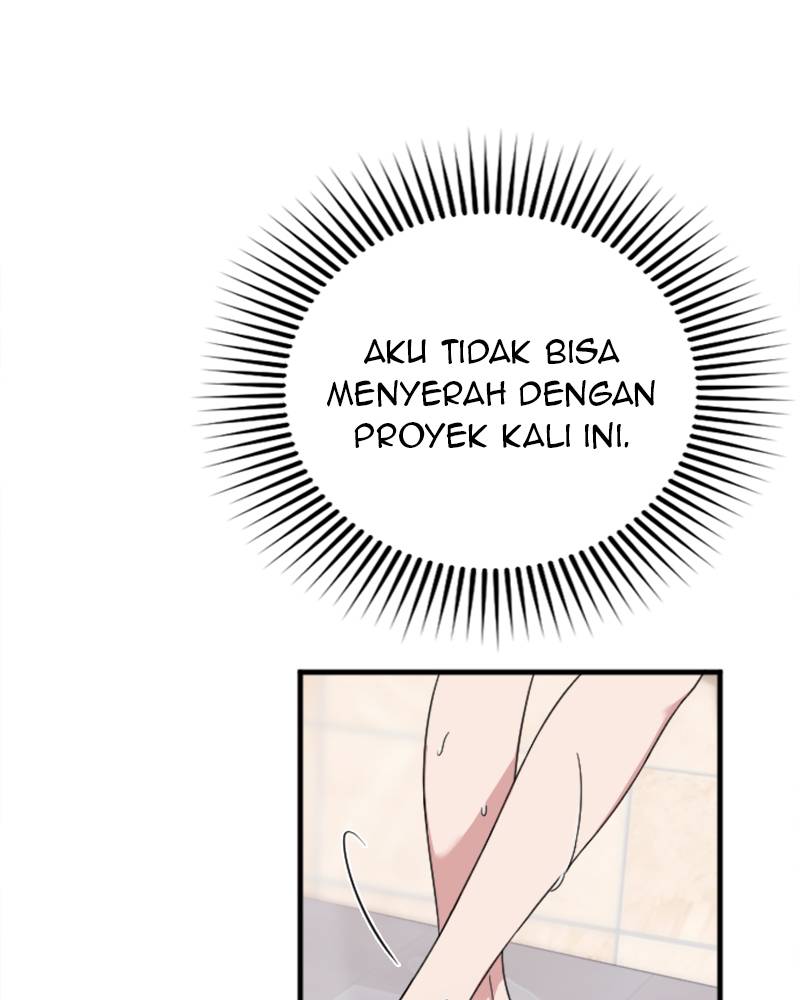 AKU TIDAK BISA
MENYERAH DENGAN
PROYEK KALI INI.